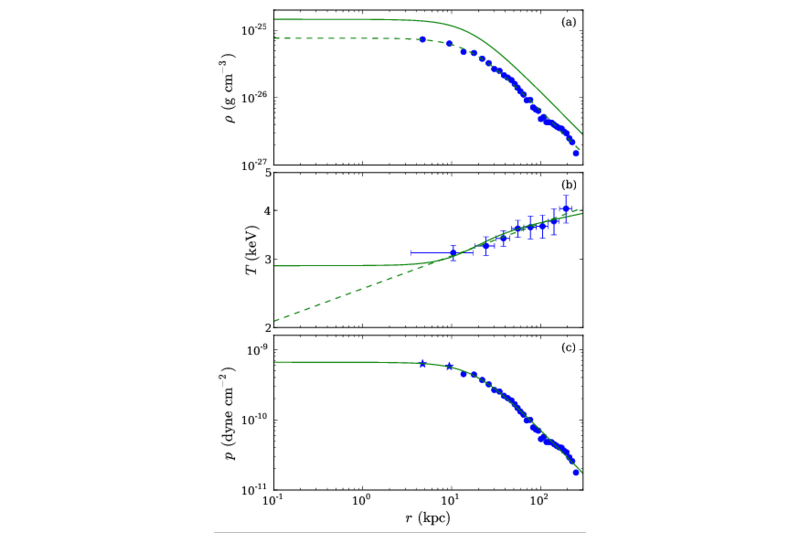 (a)
10^{-25}
10^{-26}
10^{-27}
ρ (g cm^{-3})
(b)
5
4
3
2
T (keV)
(c)
10^{-9}
10^{-10}
10^{-11}
p (dyne cm^{-2})
10^{-1} 10^{0} 10^{1} 10^{2}
r (kpc)